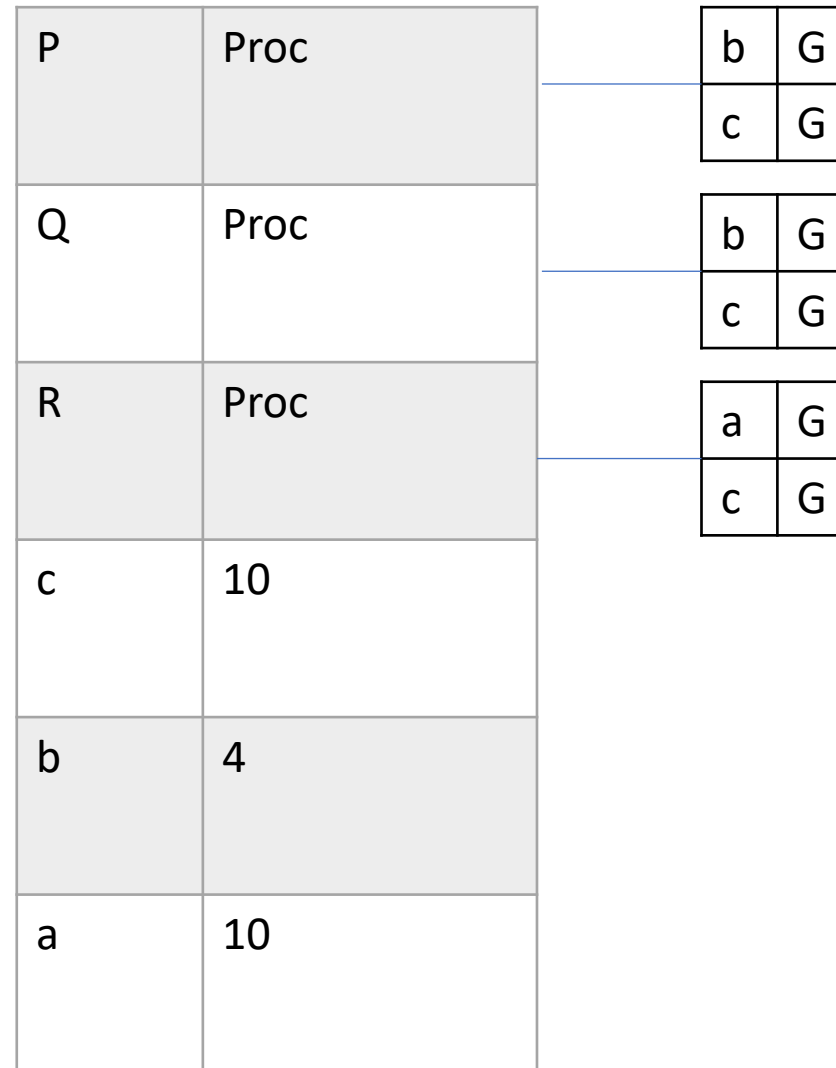 P Proc b G
c G
Q Proc b G
c G
R Proc a G
c G
c 10
b 4
a 10